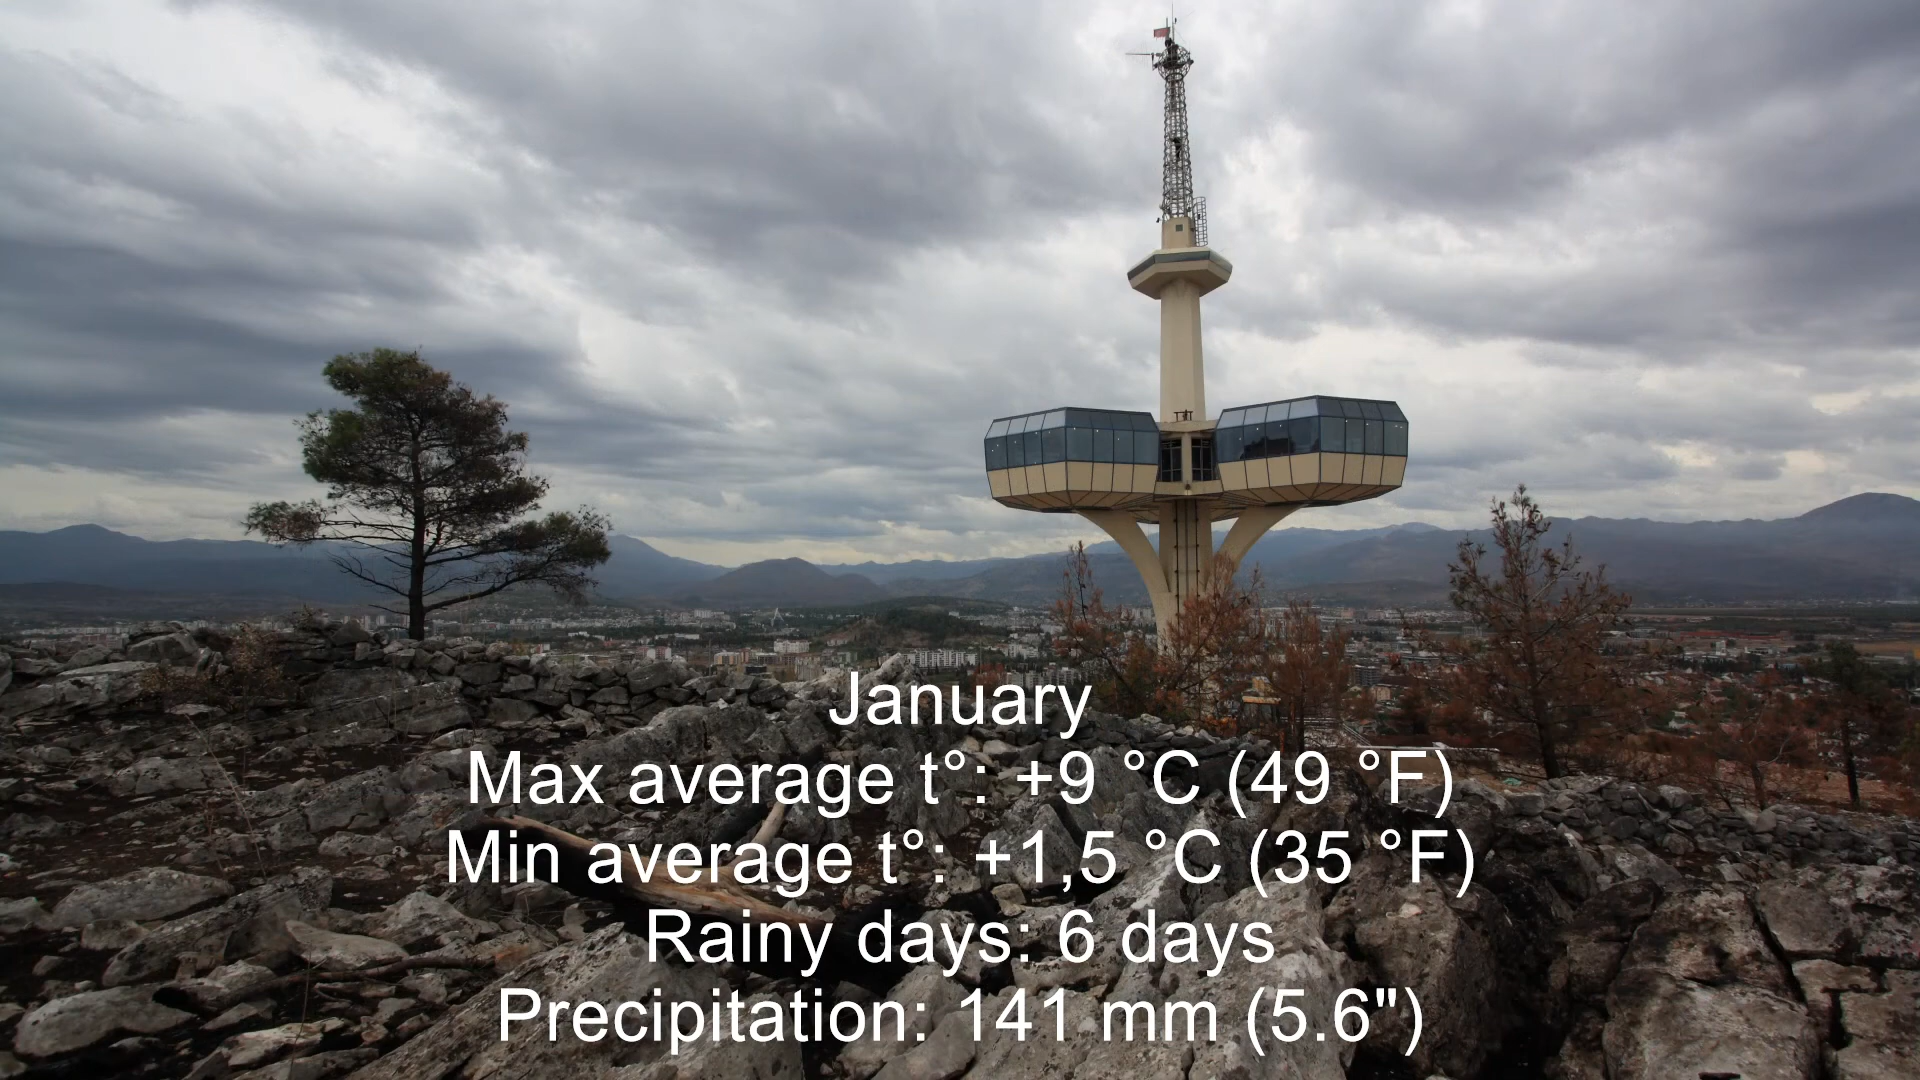 January
Max average t°: +9 °C (49 °F)
Min average t°: +1,5 °C (35 °F)
Rainy days: 6 days
Precipitation: 141 mm (5.6")